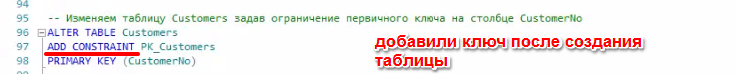 94
95 -- Изменяем таблицу Customers задав ограничение первичного ключа на столбце CustomerNo
96 ALTER TABLE Customers
97 ADD CONSTRAINT PK_Customers
98 PRIMARY KEY (CustomerNo)
добавили ключ после создания
таблицы